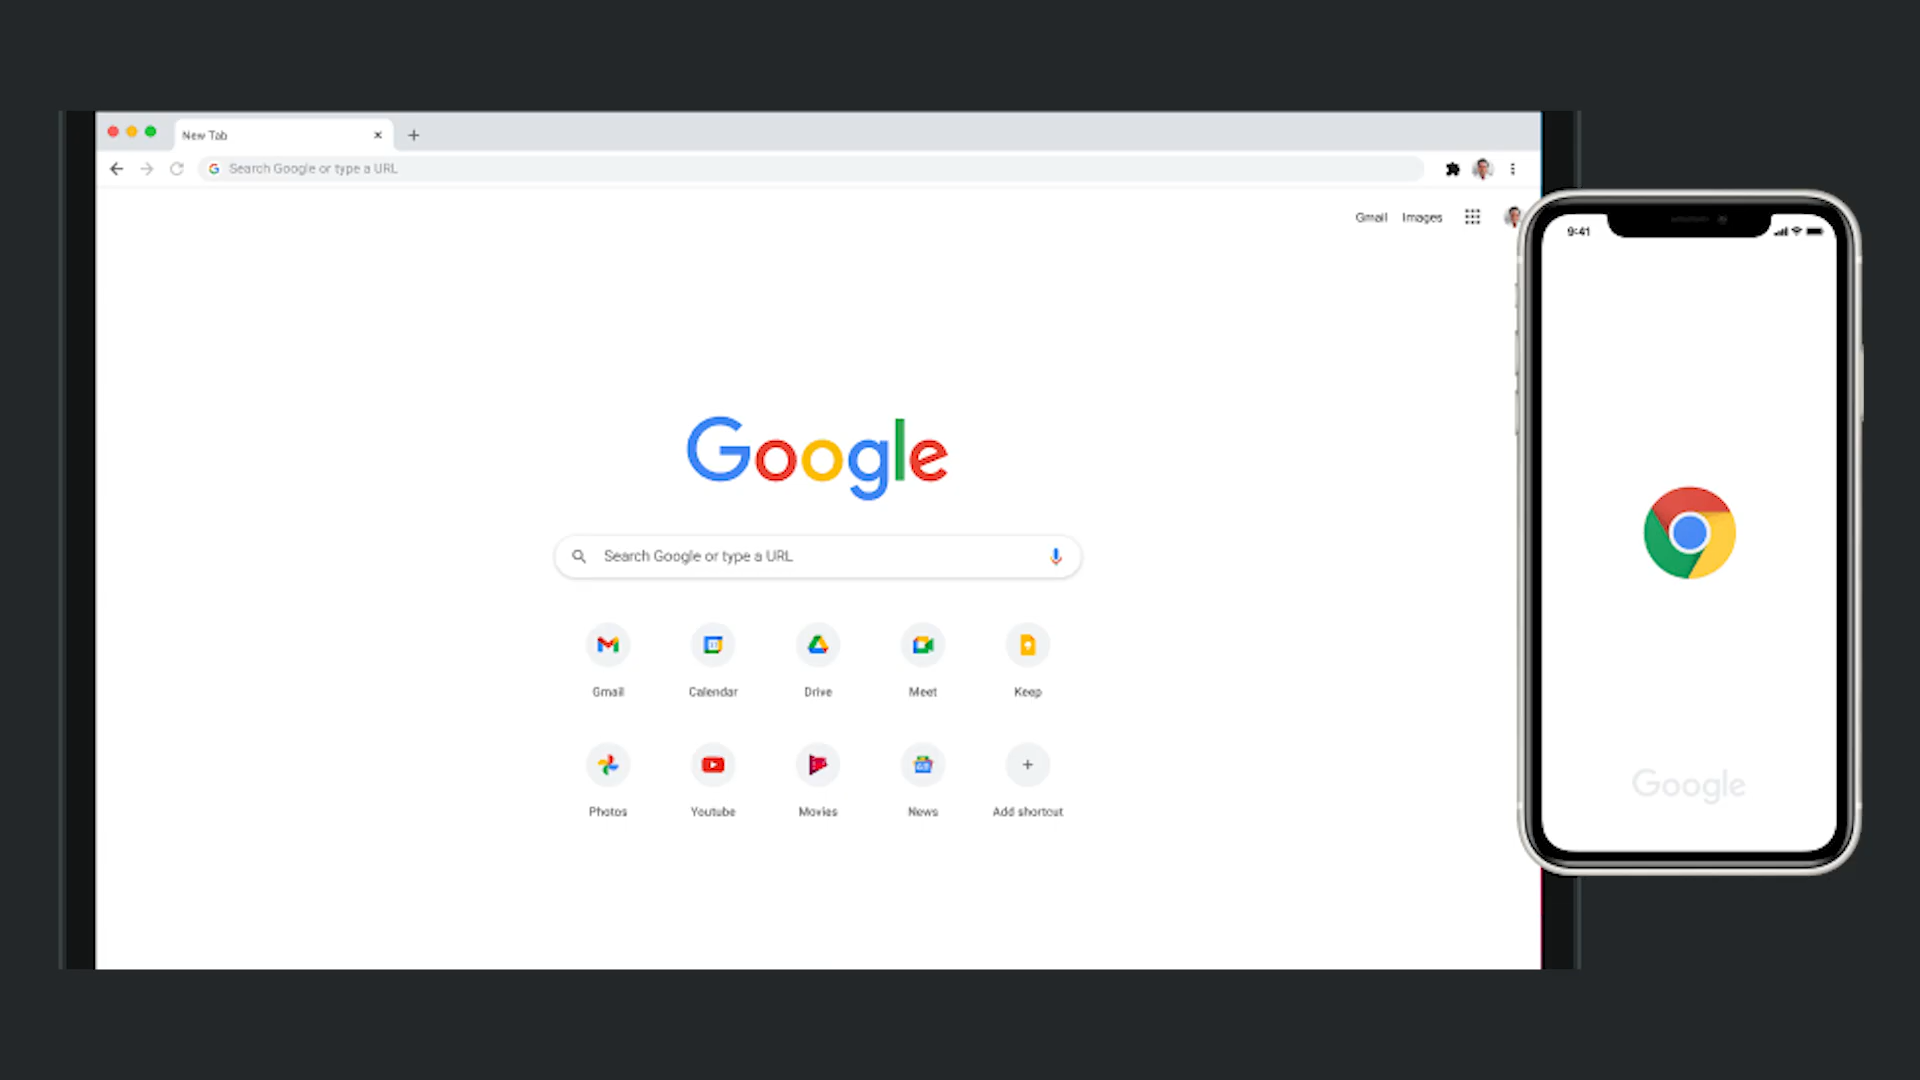 New Tab
Search Google or type a URL
Gmail Images
9:41
Google
Search Google or type a URL
Gmail Calendar Drive Meet Keep
Photos Youtube Movies News Add shortcut
Google